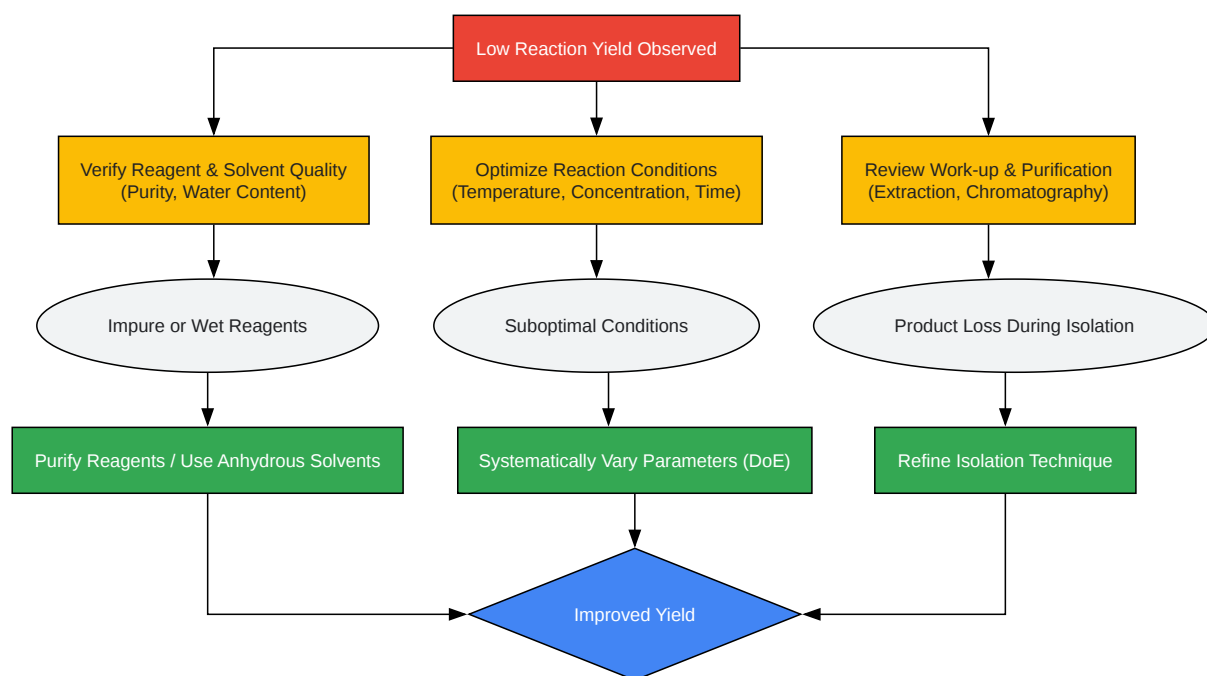 Low Reaction Yield Observed
Verify Reagent & Solvent Quality
(Purity, Water Content)
Optimize Reaction Conditions
(Temperature, Concentration, Time)
Review Work-up & Purification
(Extraction, Chromatography)
Impure or Wet Reagents
Suboptimal Conditions
Product Loss During Isolation
Purify Reagents / Use Anhydrous Solvents
Systematically Vary Parameters (DoE)
Refine Isolation Technique
Improved Yield